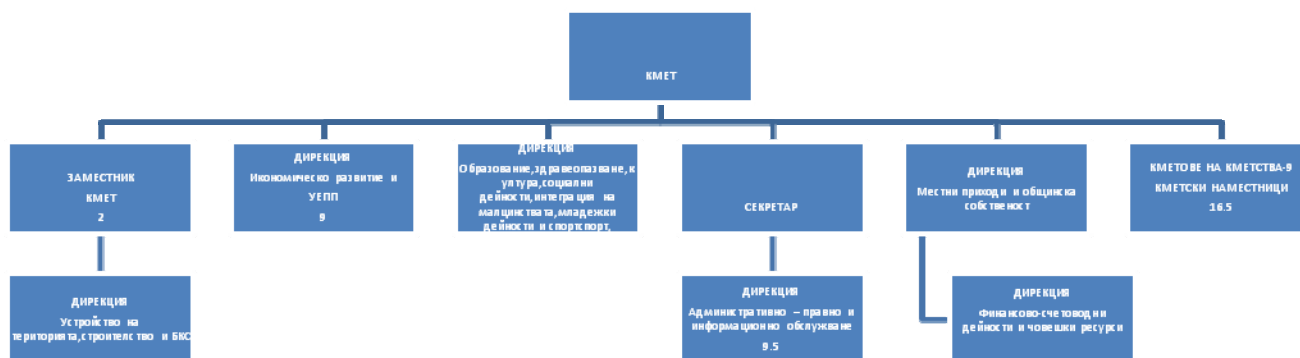 КМЕТ
ЗАМЕСТНИК
КМЕТ
2
ДИРЕКЦИЯ
Икономическо развитие и
УЕПП
9
ДИРЕКЦИЯ
Образование,здравеопазване, к
ултура,социални
дейности,интеграция на
малцинствата,младежки
дейности и спортспорт,
СЕКРЕТАР
ДИРЕКЦИЯ
Местни приходи и общинска
собственост
КМЕТОВЕ НА КМЕТСТВА-9
КМЕТСКИ НАМЕСТНИЦИ
16.5
ДИРЕКЦИЯ
Устройство на
територията,строителство и БКС
ДИРЕКЦИЯ
Административно – правно и
информационно обслужване
9.5
ДИРЕКЦИЯ
Финансово-счетоводни
дейности и човешки ресурси